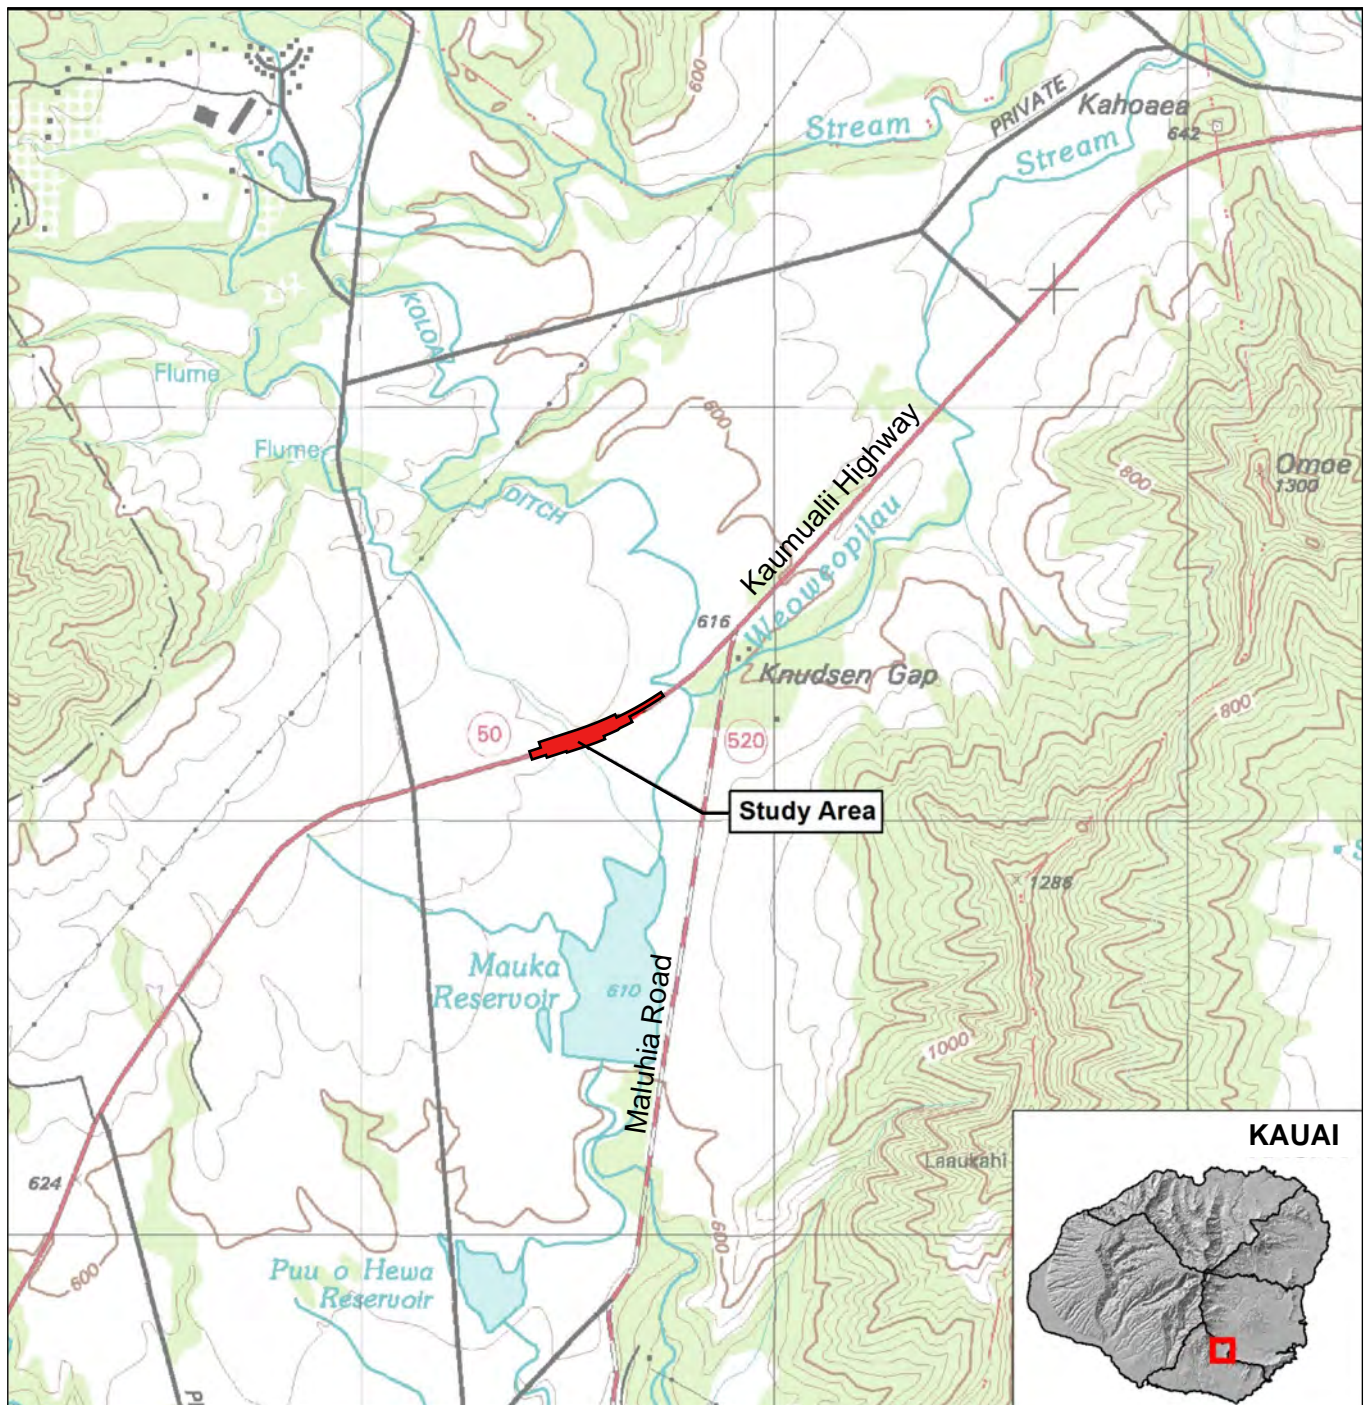 600
PRIVATE
Kahoaea
642
Stream
Stream
KOLOA
Flume
600
Kaumualii Highway
Flume
800
Omoe
1300
DITCH
Weoweopilau
616
Knudsen Gap
50
520
800
Study Area
1286
Mauka
Reservoir
610
Maluhia Road
1000
KAUAI
Laaukahi
624
600
600
Puu o Hewa
Reservoir